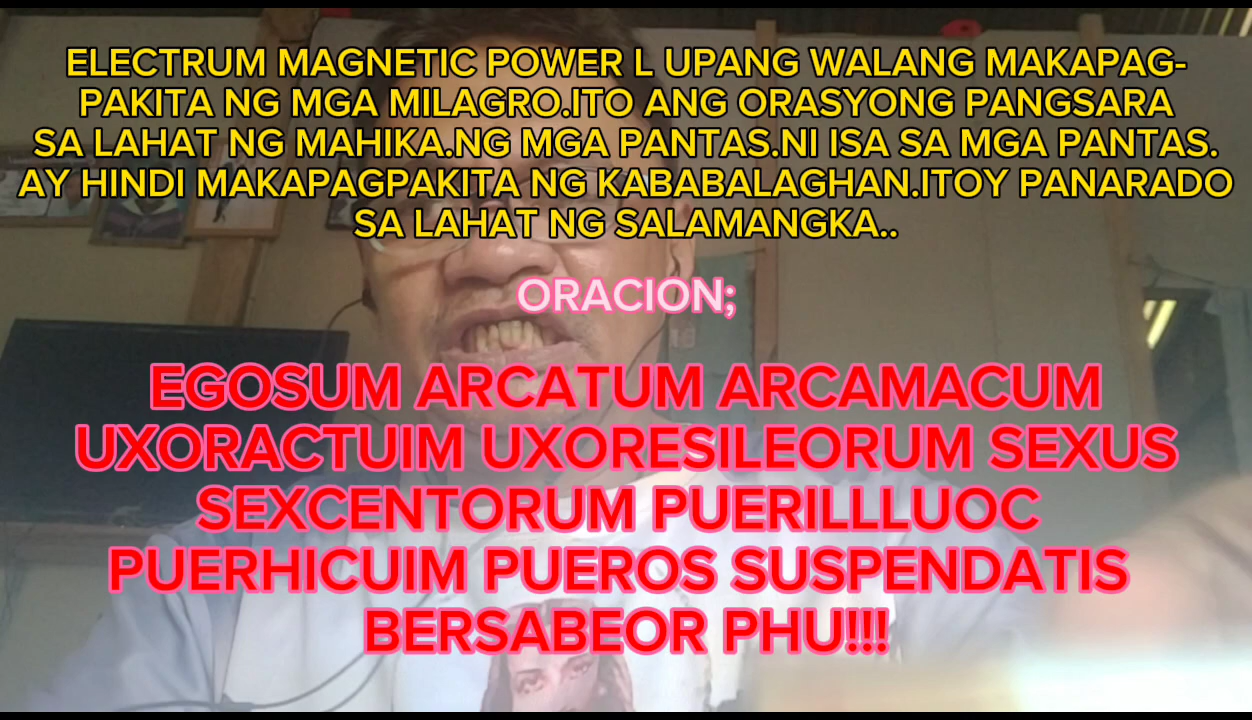 ELECTRUM MAGNETIC POWER L UPANG WALANG MAKAPAG-
PAKITA NG MGA MILAGRO.ITO ANG ORASYONG PANGSARA
SA LAHAT NG MAHIKA.NG MGA PANTAS.NI ISA SA MGA PANTAS.
AY HINDI MAKAPAGPAKITA NG KABABALAGHAN.ITOY PANARADO
SA LAHAT NG SALAMANGKA..
ORACION;
EGOSUM ARCATUM ARCAMACUM
UXORACTUIM UXORESILEORUM SEXUS
SEXCENTORUM PUERILLLUOC
PUERHICUIM PUEROS SUSPENDATIS
BERSABEOR PHU!!!